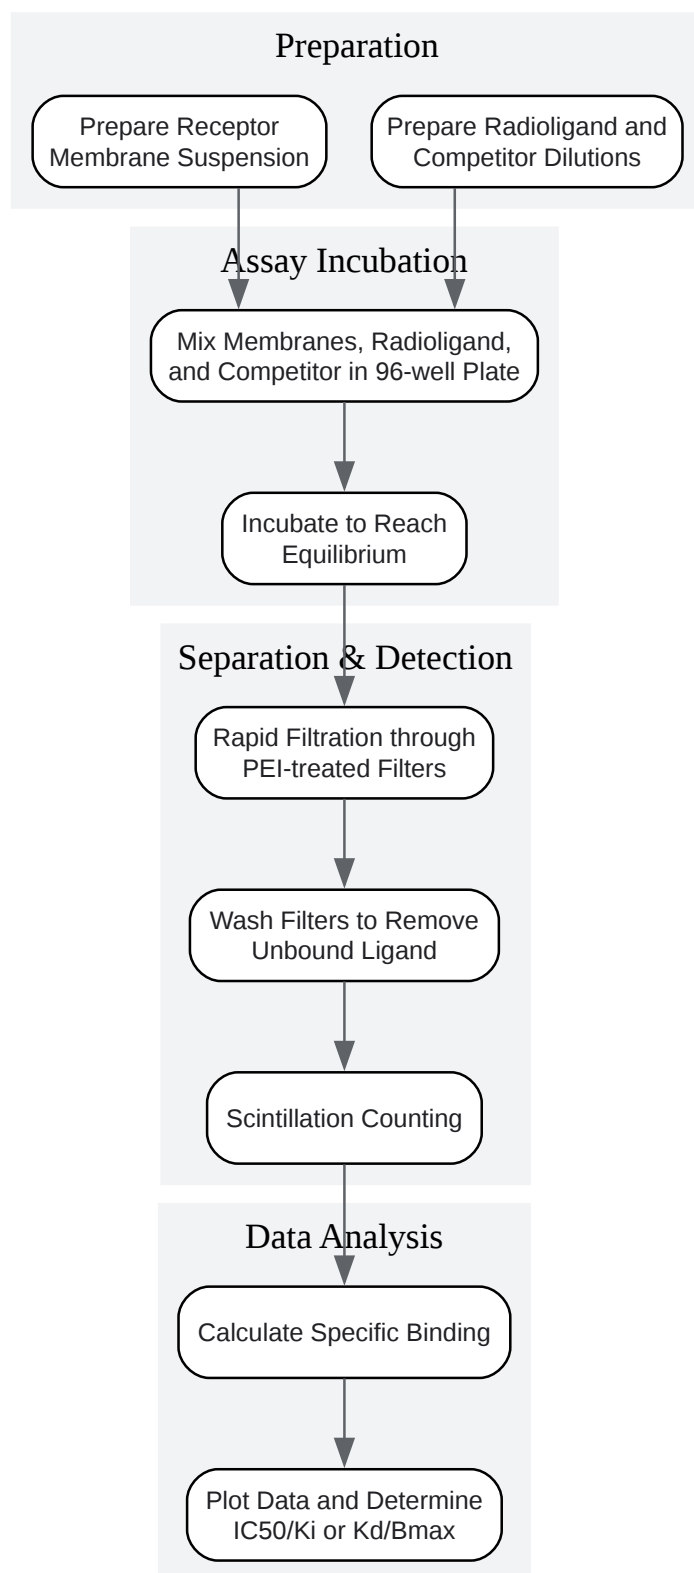 Preparation
Prepare Receptor
Membrane Suspension
Prepare Radioligand and
Competitor Dilutions
Assay Incubation
Mix Membranes, Radioligand,
and Competitor in 96-well Plate
Incubate to Reach
Equilibrium
Separation & Detection
Rapid Filtration through
PEI-treated Filters
Wash Filters to Remove
Unbound Ligand
Scintillation Counting
Data Analysis
Calculate Specific Binding
Plot Data and Determine
IC50/Ki or Kd/Bmax